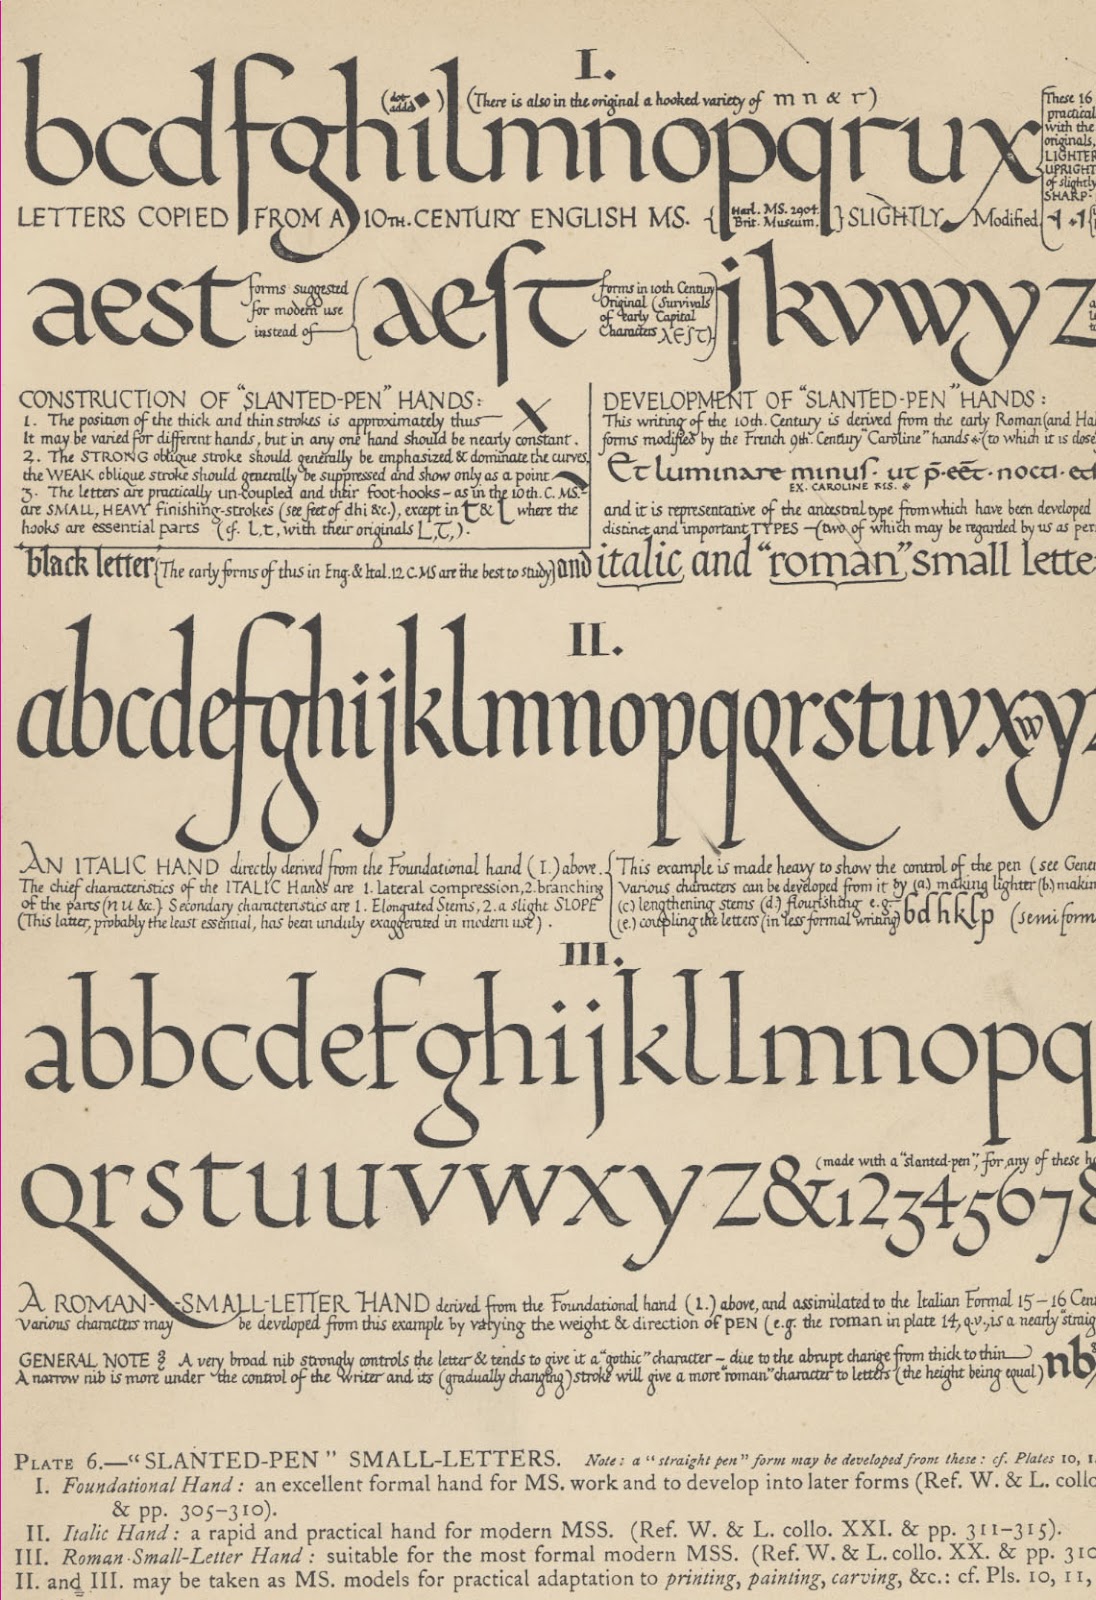 I.
(dot added) (There is also in the original a hooked variety of m n & r)
bcdfghilmnopqrux
These 16
practical
with the
originals,
LIGHTER
UPRIGHT
of slightly
SHARP-
LETTERS COPIED FROM A 10TH. CENTURY ENGLISH MS. {Harl. MS. 2904. Brit. Museum.} SLIGHTLY Modified
aest forms suggested for modern use instead of (aeſt forms in 10th Century Original (Survivals of early Capital Characters ΛEſT)) jkvwyz
CONSTRUCTION OF "SLANTED-PEN" HANDS:
1. The position of the thick and thin strokes is approximately thus
It may be varied for different hands, but in any one hand should be nearly constant.
2. The STRONG oblique stroke should generally be emphasized & dominate the curves,
the WEAK oblique stroke should generally be suppressed and show only as a point
3. The letters are practically un-coupled and their foot-hooks – as in the 10th. C. MS.–
are SMALL, HEAVY finishing-strokes (see feet of dhi &c.), except in t & l where the
hooks are essential parts (cf. l, t, with their originals L, T,).
DEVELOPMENT OF "SLANTED-PEN" HANDS:
This writing of the 10th. Century is derived from the early Roman (and Ha
forms modified by the French 9th. Century "Caroline" hands (to which it is close
Et luminare minuſ. ut p̄.eēt.nocti.
EX. CAROLINE MS.
and it is representative of the ancestral type from which have been developed
distinct and important TYPES – (two of which may be regarded by us as per
"black letter" (The early forms of this in Eng. & Ital. 12 C. MS are the best to study) and italic and "roman" small lette
II.
abcdefghijklmnopqqrstuvxwyz
AN ITALIC HAND directly derived from the Foundational hand (I.) above.
The chief characteristics of the ITALIC Hands are 1. lateral compression, 2. branching
of the parts (n u &c.) Secondary characteristics are 1. Elongated Stems, 2. a slight SLOPE
(This latter, probably the least essential, has been unduly exaggerated in modern use).
This example is made heavy to show the control of the pen (see Gene
Various characters can be developed from it by (a.) making lighter (b.) makin
(c.) lengthening stems (d.) flourishing e.g. bdhklp (semi form
(e.) coupling the letters (in less formal writing)
III.
abbcdefghijkllmnopq
(made with a "slanted-pen", for any of these h
qrstuuvwxyz&12345678
A ROMAN-SMALL-LETTER HAND derived from the Foundational hand (1.) above, and assimilated to the Italian Formal 15–16 Cen
various characters may be developed from this example by varying the weight & direction of PEN (e.g. the roman in plate 14, q.v., is a nearly straig
GENERAL NOTE : A very broad nib strongly controls the letter & tends to give it a "gothic" character – due to the abrupt change from thick to thin
A narrow nib is more under the control of the writer and its (gradually changing) stroke will give a more "roman" character to letters (the height being equal) nb
PLATE 6.—"SLANTED-PEN" SMALL-LETTERS. Note: a "straight pen" form may be developed from these: cf. Plates 10, 1
I. Foundational Hand: an excellent formal hand for MS. work and to develop into later forms (Ref. W. & L. collo
& pp. 305–310).
II. Italic Hand: a rapid and practical hand for modern MSS. (Ref. W. & L. collo. XXI. & pp. 311–315).
III. Roman Small-Letter Hand: suitable for the most formal modern MSS. (Ref. W. & L. collo. XX. & pp. 310
II. and III. may be taken as MS. models for practical adaptation to printing, painting, carving, &c.: cf. Pls. 10, 11,